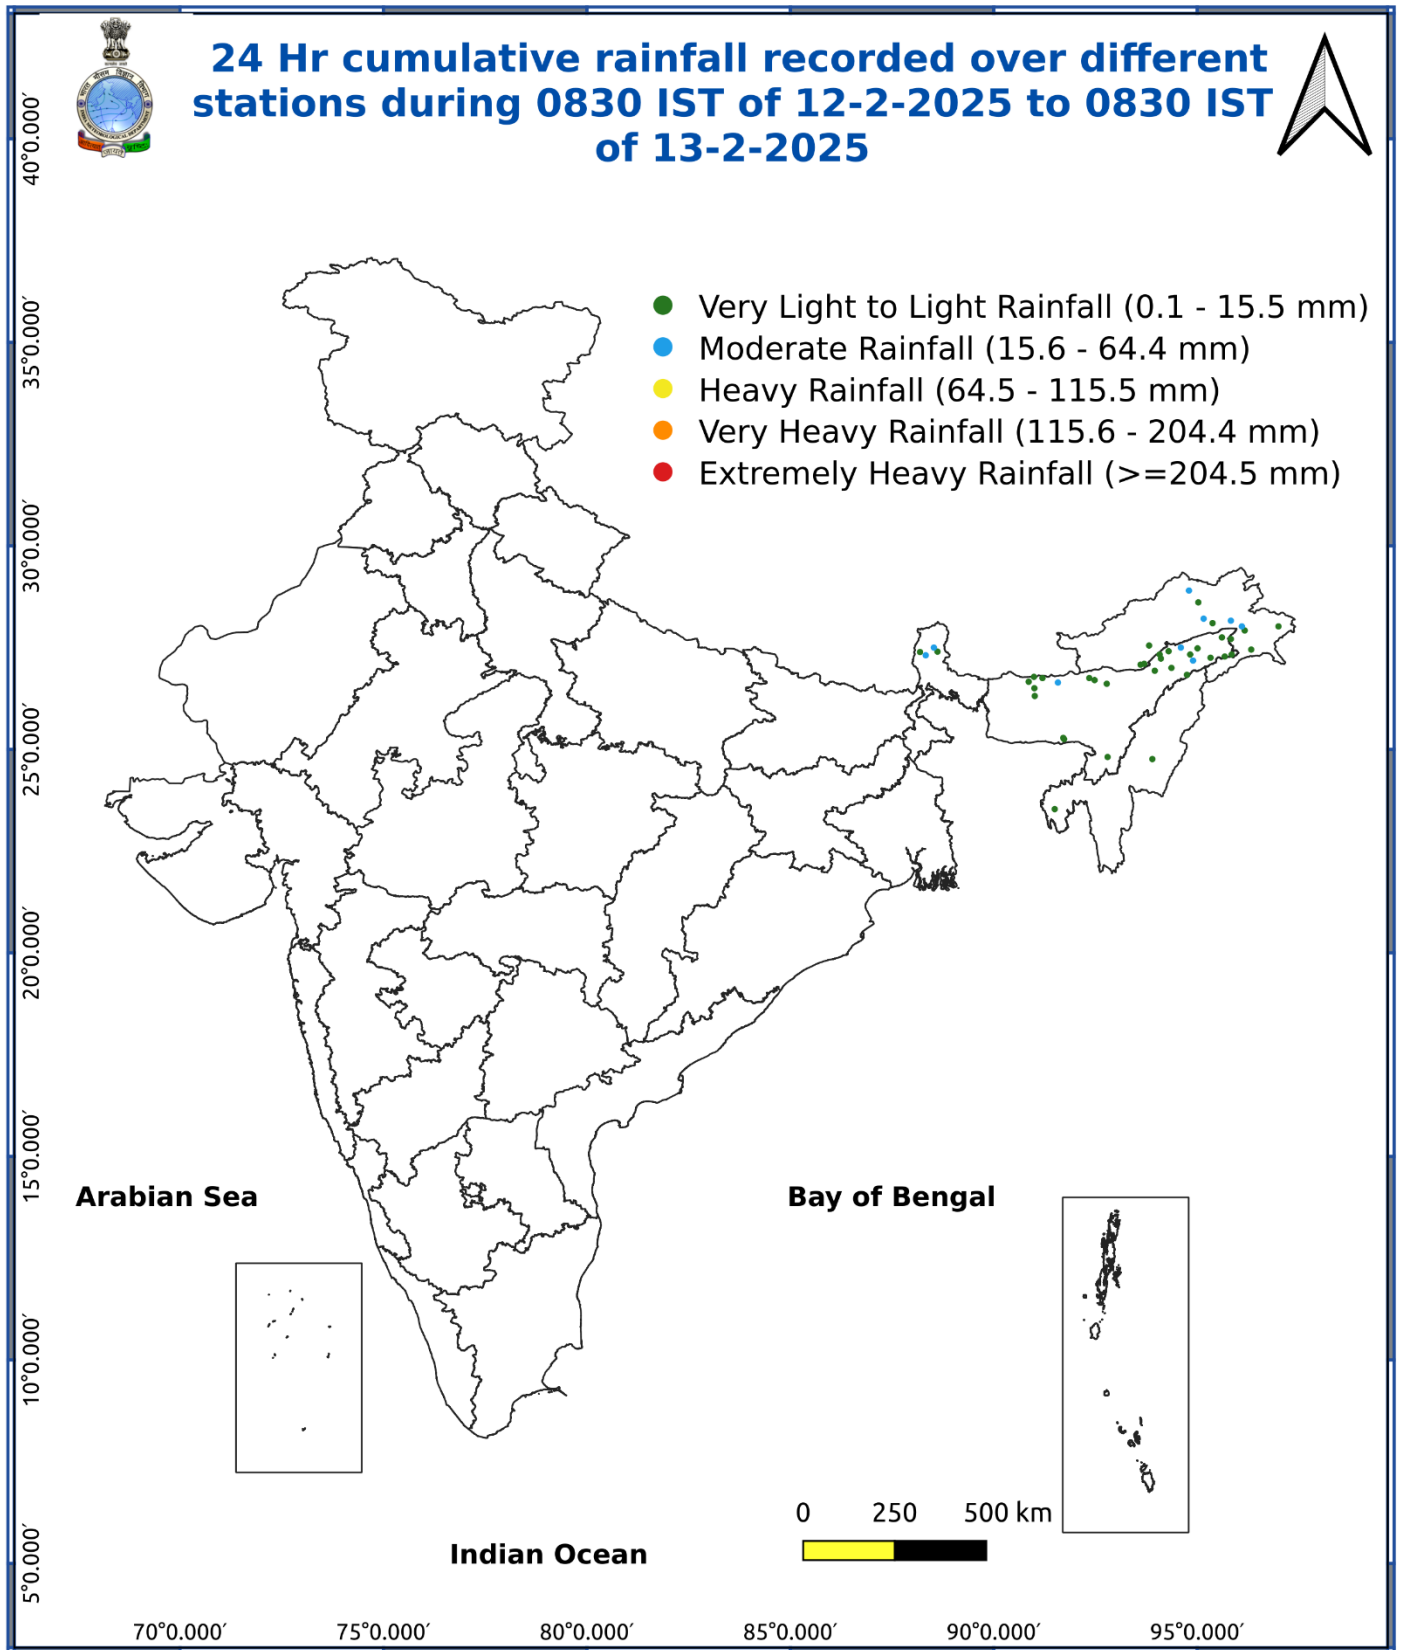 24 Hr cumulative rainfall recorded over different
stations during 0830 IST of 12-2-2025 to 0830 IST
of 13-2-2025
Very Light to Light Rainfall (0.1 - 15.5 mm)
Moderate Rainfall (15.6 - 64.4 mm)
Heavy Rainfall (64.5 - 115.5 mm)
Very Heavy Rainfall (115.6 - 204.4 mm)
Extremely Heavy Rainfall (>=204.5 mm)
40°0.000′
35°0.000′
30°0.000′
25°0.000′
20°0.000′
15°0.000′
10°0.000′
5°0.000′
Arabian Sea
Bay of Bengal
Indian Ocean
0 250 500 km
70°0.000′ 75°0.000′ 80°0.000′ 85°0.000′ 90°0.000′ 95°0.000′